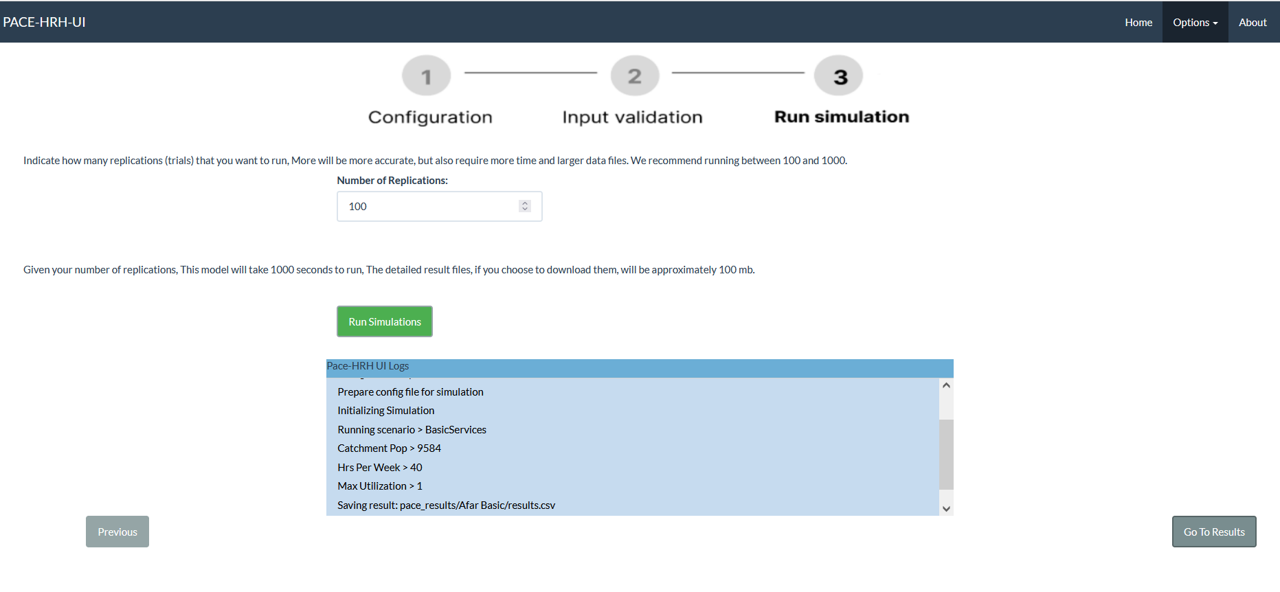 PACE-HRH-UI
Home Options About
1 2 3
Configuration Input validation Run simulation
Indicate how many replications (trials) that you want to run, More will be more accurate, but also require more time and larger data files. We recommend running between 100 and 1000.
Number of Replications:
100
Given your number of replications, This model will take 1000 seconds to run, The detailed result files, if you choose to download them, will be approximately 100 mb.
Run Simulations
Pace-HRH UI Logs
Prepare config file for simulation
Initializing Simulation
Running scenario > BasicServices
Catchment Pop > 9584
Hrs Per Week > 40
Max Utilization > 1
Saving result: pace_results/Afar Basic/results.csv
Previous
Go To Results